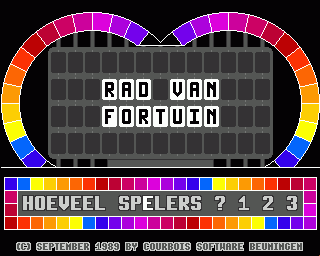 RAD VAN
FORTUIN
HOEVEEL SPELERS ? 1 2 3
(C) SEPTEMBER 1989 BY COURBOIS SOFTWARE BEUNINGEN